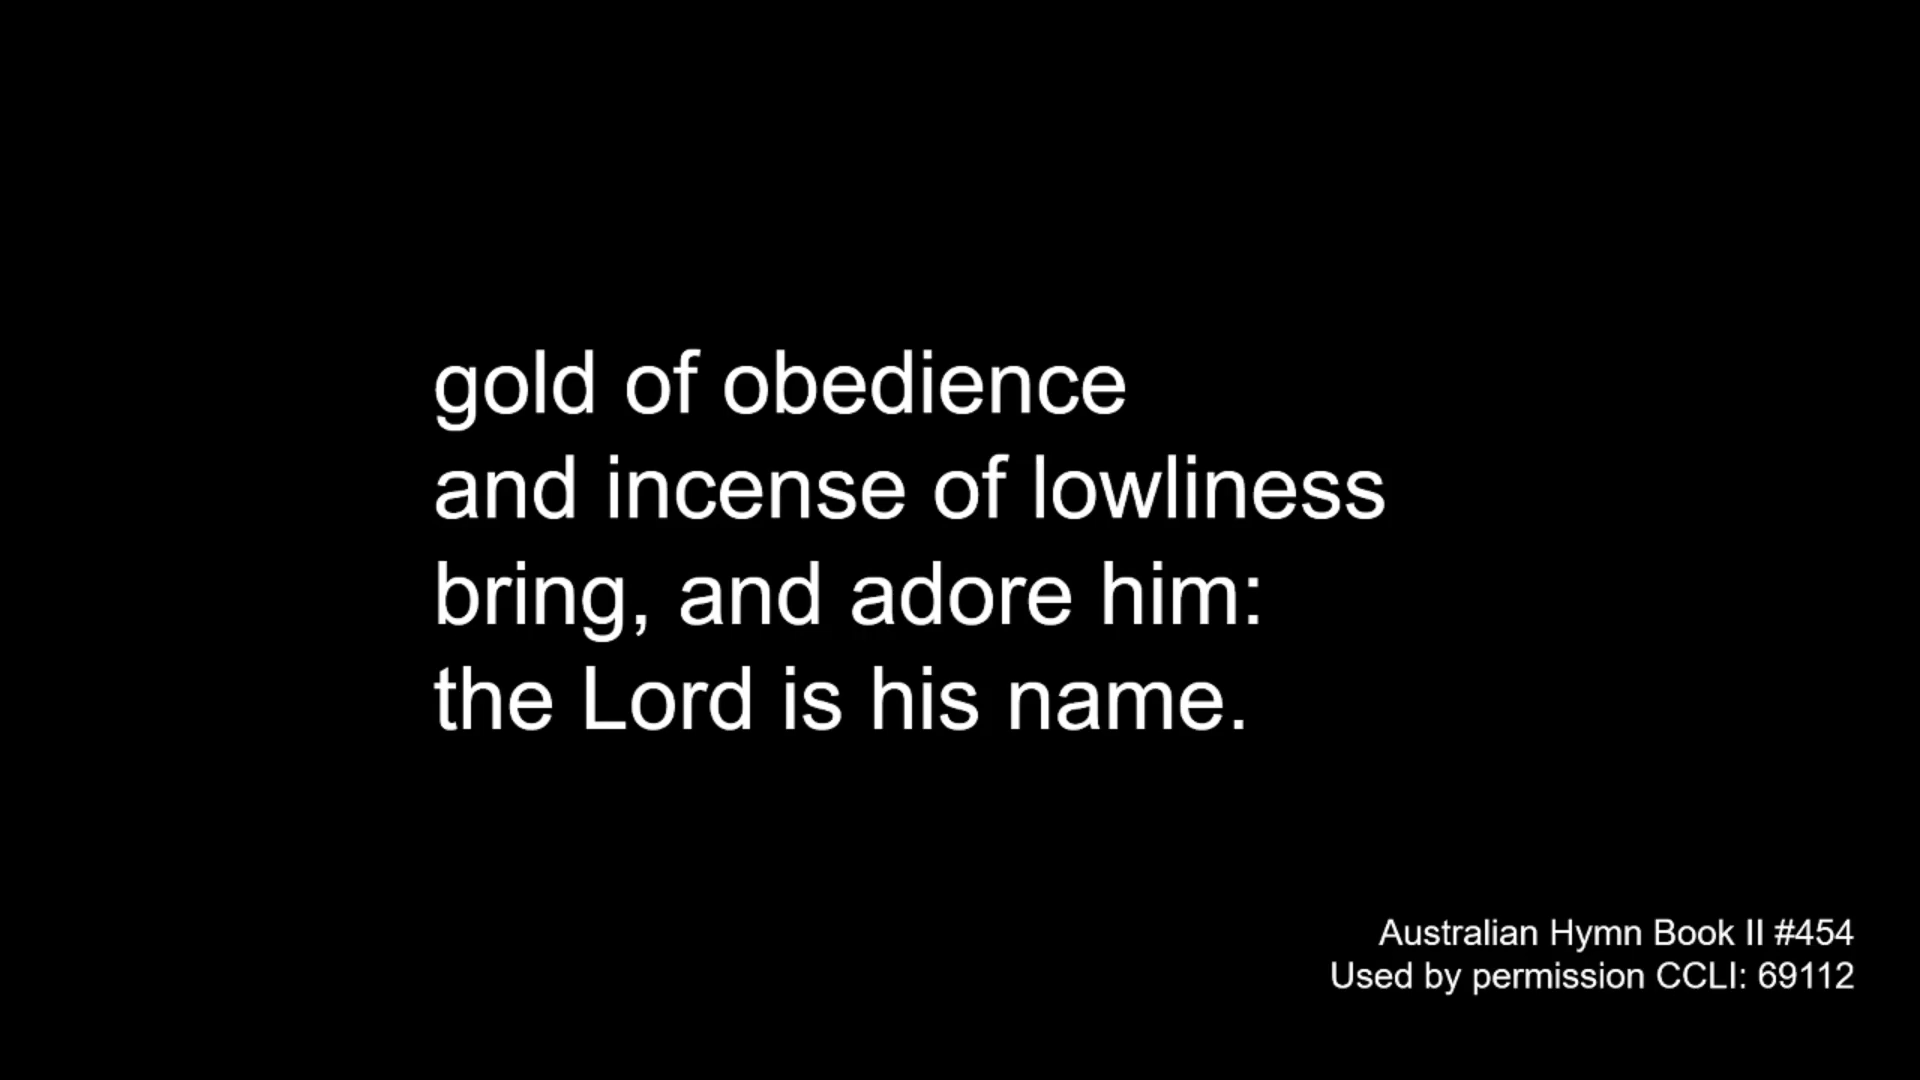 gold of obedience
and incense of lowliness
bring, and adore him:
the Lord is his name.
Australian Hymn Book II #454
Used by permission CCLI: 69112